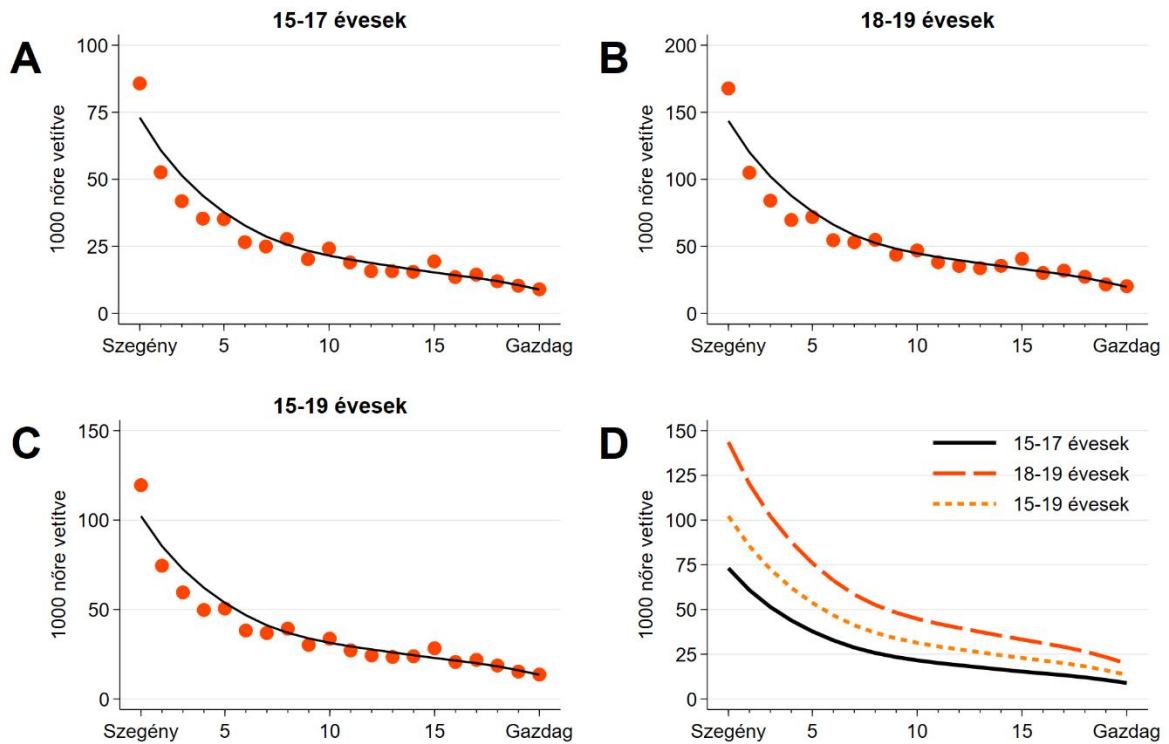 A
15-17 évesek
1000 nőre vetítve
100
75
50
25
0
Szegény 5 10 15 Gazdag
B
18-19 évesek
1000 nőre vetítve
200
150
100
50
0
Szegény 5 10 15 Gazdag
C
15-19 évesek
1000 nőre vetítve
150
100
50
0
Szegény 5 10 15 Gazdag
D
15-17 évesek
18-19 évesek
15-19 évesek
1000 nőre vetítve
150
125
100
75
50
25
0
Szegény 5 10 15 Gazdag